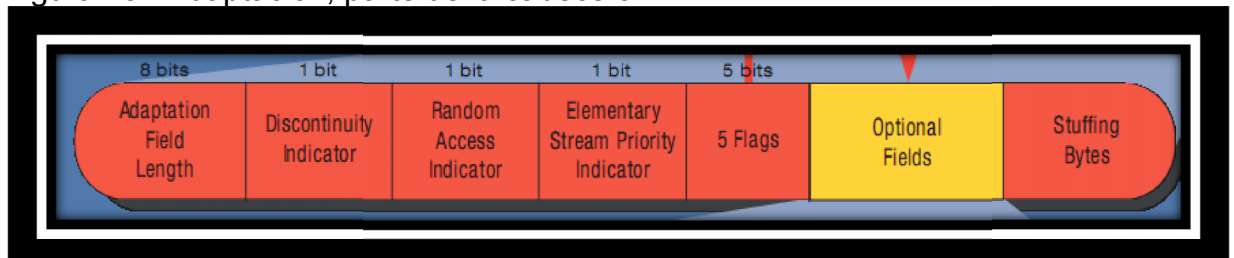 8 bits
1 bit
1 bit
1 bit
5 bits
Adaptation
Field
Length
Discontinuity
Indicator
Random
Access
Indicator
Elementary
Stream Priority
Indicator
5 Flags
Optional
Fields
Stuffing
Bytes